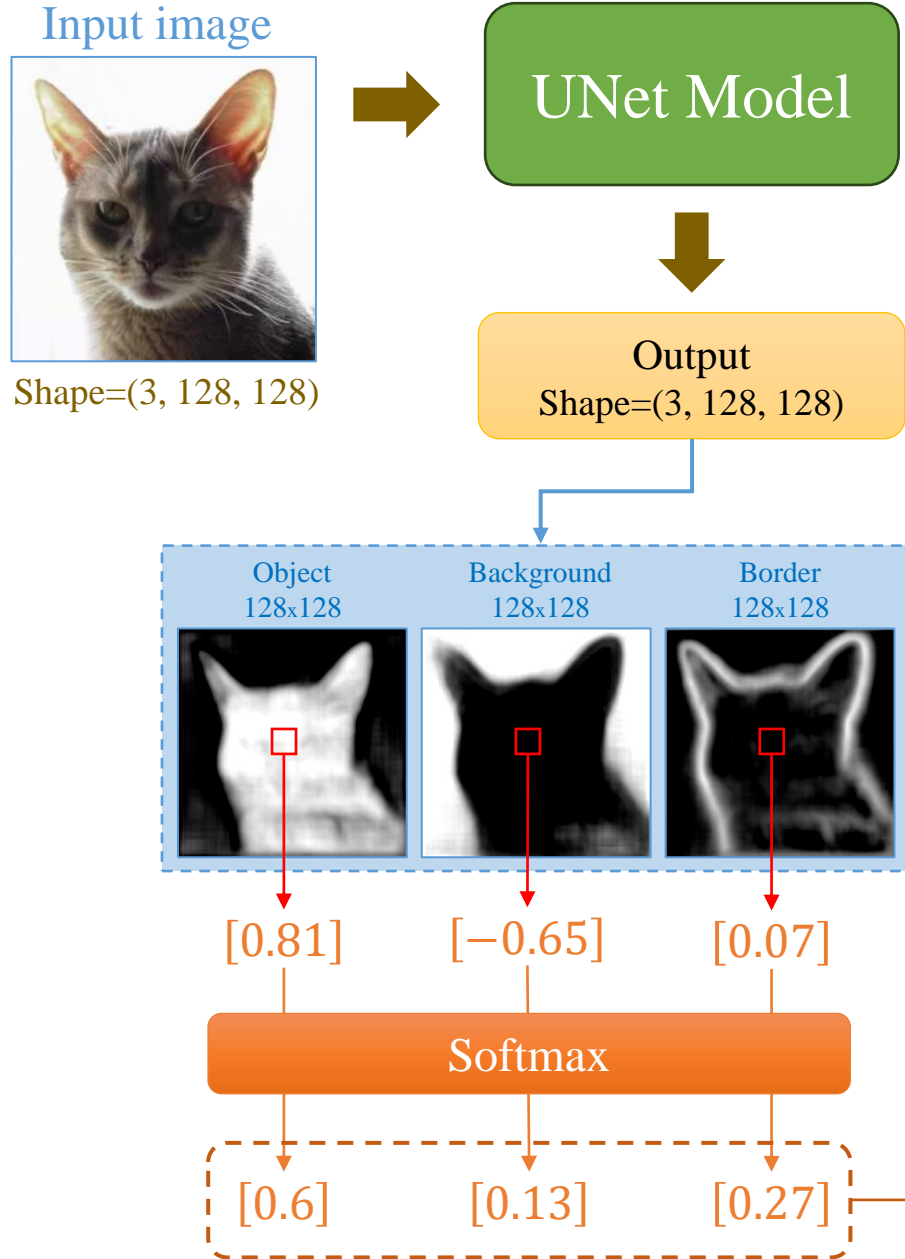 Input image
UNet Model
Shape=(3, 128, 128)
Output
Shape=(3, 128, 128)
Object
128x128
Background
128x128
Border
128x128
[0.81]
[−0.65]
[0.07]
Softmax
[0.6]
[0.13]
[0.27]